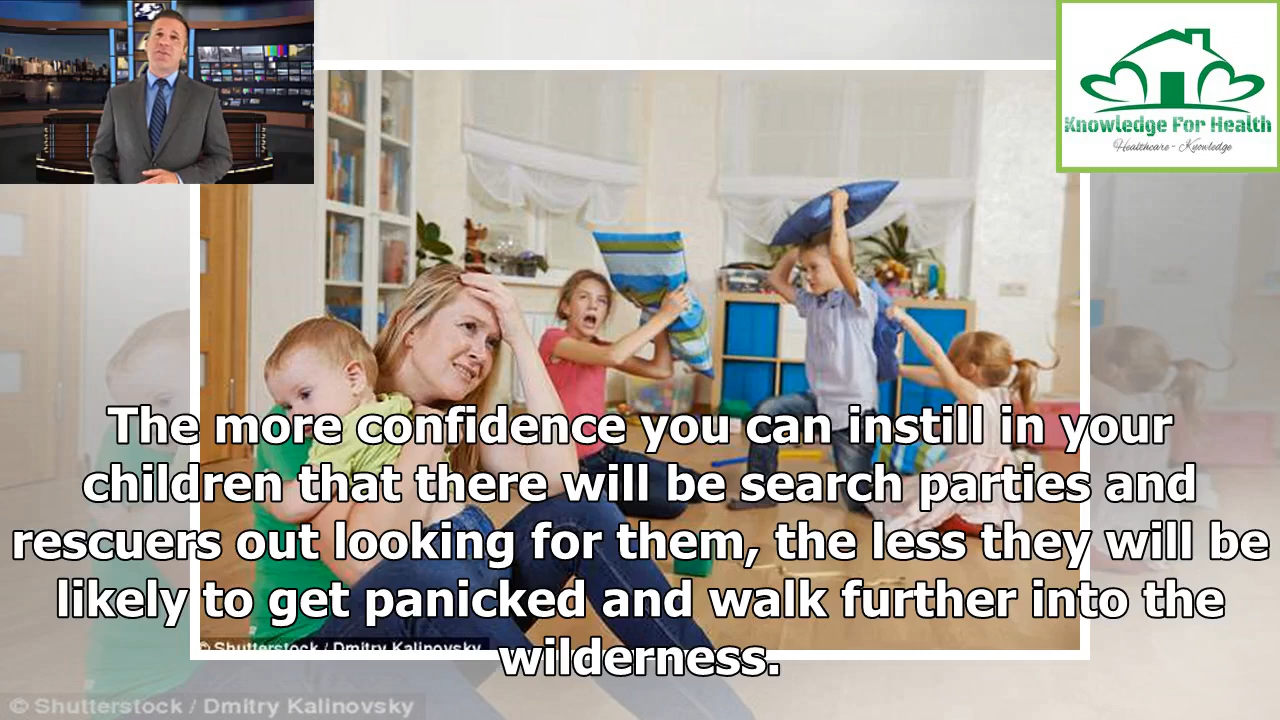 Knowledge For Health
Healthcare - Knowledge
The more confidence you can instill in your
children that there will be search parties and
rescuers out looking for them, the less they will be
likely to get panicked and walk further into the
wilderness.
© Shutterstock / Dmitry Kalinovsky
© Shutterstock / Dmitry Kalinovsky